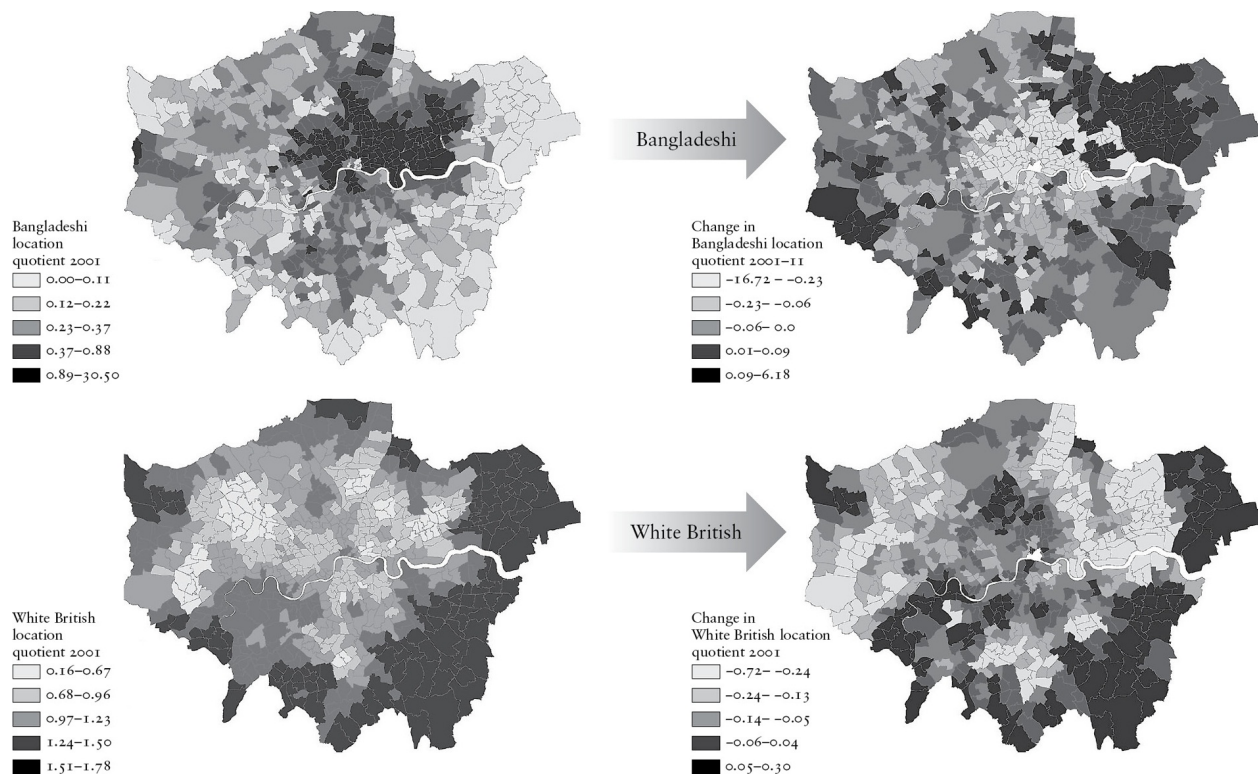 Bangladeshi
Bangladeshi
location
quotient 2001
0.00–0.11
0.12–0.22
0.23–0.37
0.37–0.88
0.89–30.50
Change in
Bangladeshi location
quotient 2001–11
–16.72 – –0.23
–0.23– –0.06
–0.06– 0.0
0.01–0.09
0.09–6.18
White British
White British
location
quotient 2001
0.16–0.67
0.68–0.96
0.97–1.23
1.24–1.50
1.51–1.78
Change in
White British location
quotient 2001
–0.72– –0.24
–0.24– –0.13
–0.14– –0.05
–0.06–0.04
0.05–0.30